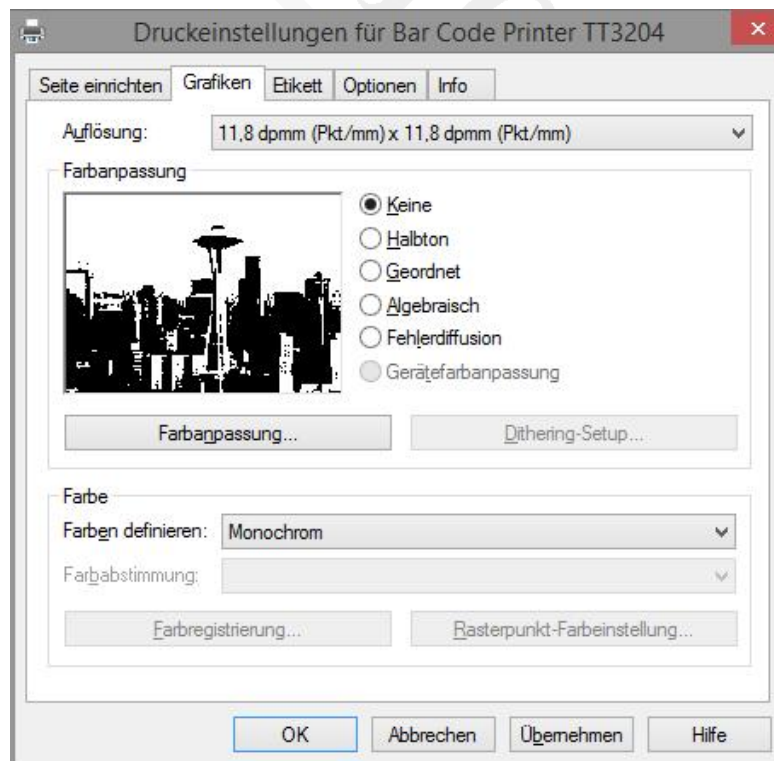 Druckeinstellungen für Bar Code Printer TT3204
Seite einrichten Grafiken Etikett Optionen Info
Auflösung: 11,8 dpmm (Pkt/mm) x 11,8 dpmm (Pkt/mm)
Farbanpassung
Keine
Halbton
Geordnet
Algebraisch
Fehlerdiffusion
Gerätefarbanpassung
Farbanpassung... Dithering-Setup...
Farbe
Farben definieren: Monochrom
Farbabstimmung:
Farbregistrierung... Rasterpunkt-Farbeinstellung...
OK Abbrechen Übernehmen Hilfe